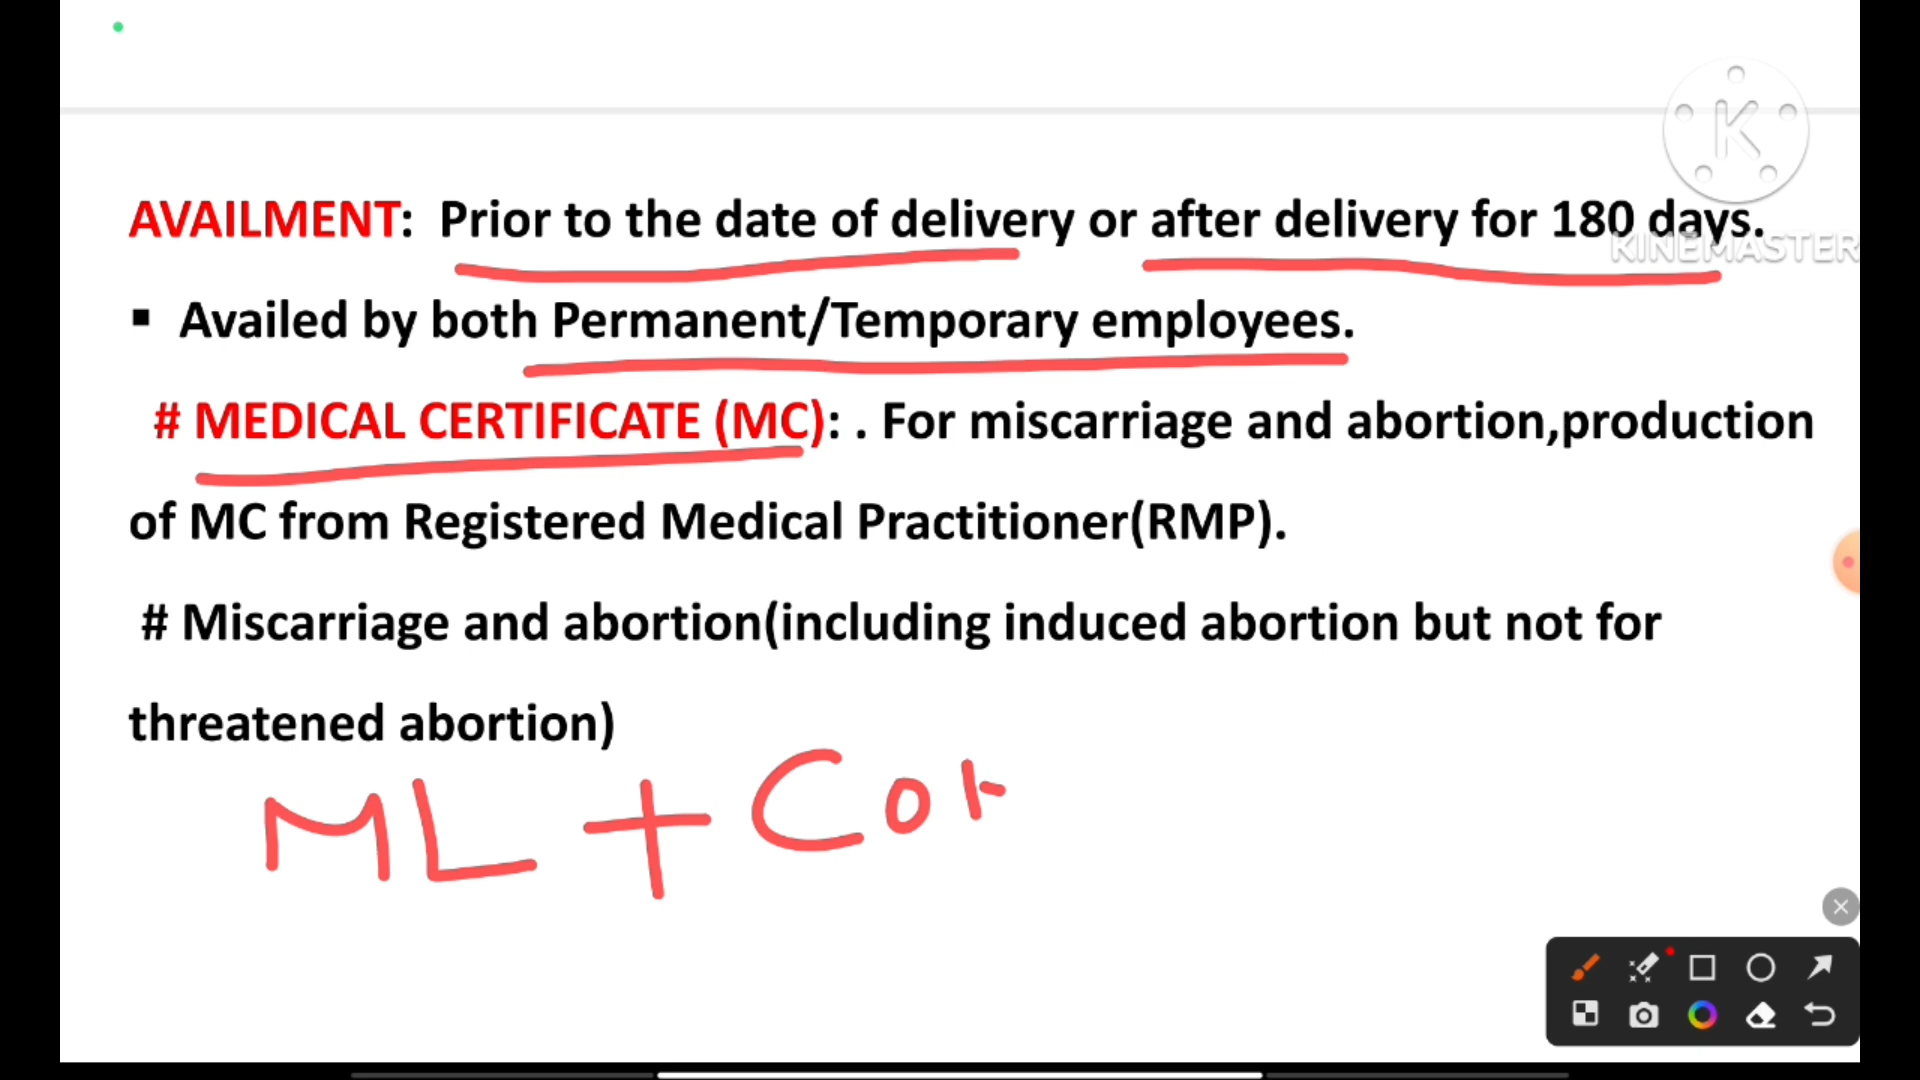 K
AVAILMENT: Prior to the date of delivery or after delivery for 180 days.
KINEMASTER
▪ Availed by both Permanent/Temporary employees.
# MEDICAL CERTIFICATE (MC): . For miscarriage and abortion,production
of MC from Registered Medical Practitioner(RMP).
# Miscarriage and abortion(including induced abortion but not for
threatened abortion)
ML + Co